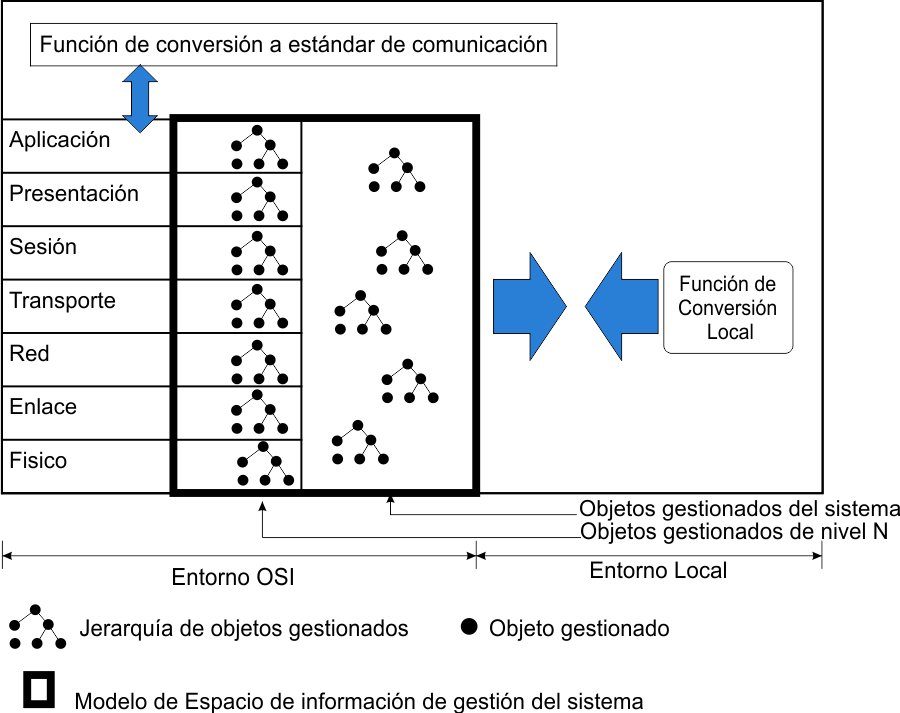 Función de conversión a estándar de comunicación
Aplicación
Presentación
Sesión
Transporte
Red
Enlace
Fisico
Función de
Conversión
Local
Objetos gestionados del sistema
Objetos gestionados de nivel N
Entorno OSI
Entorno Local
Jerarquía de objetos gestionados
Objeto gestionado
Modelo de Espacio de información de gestión del sistema